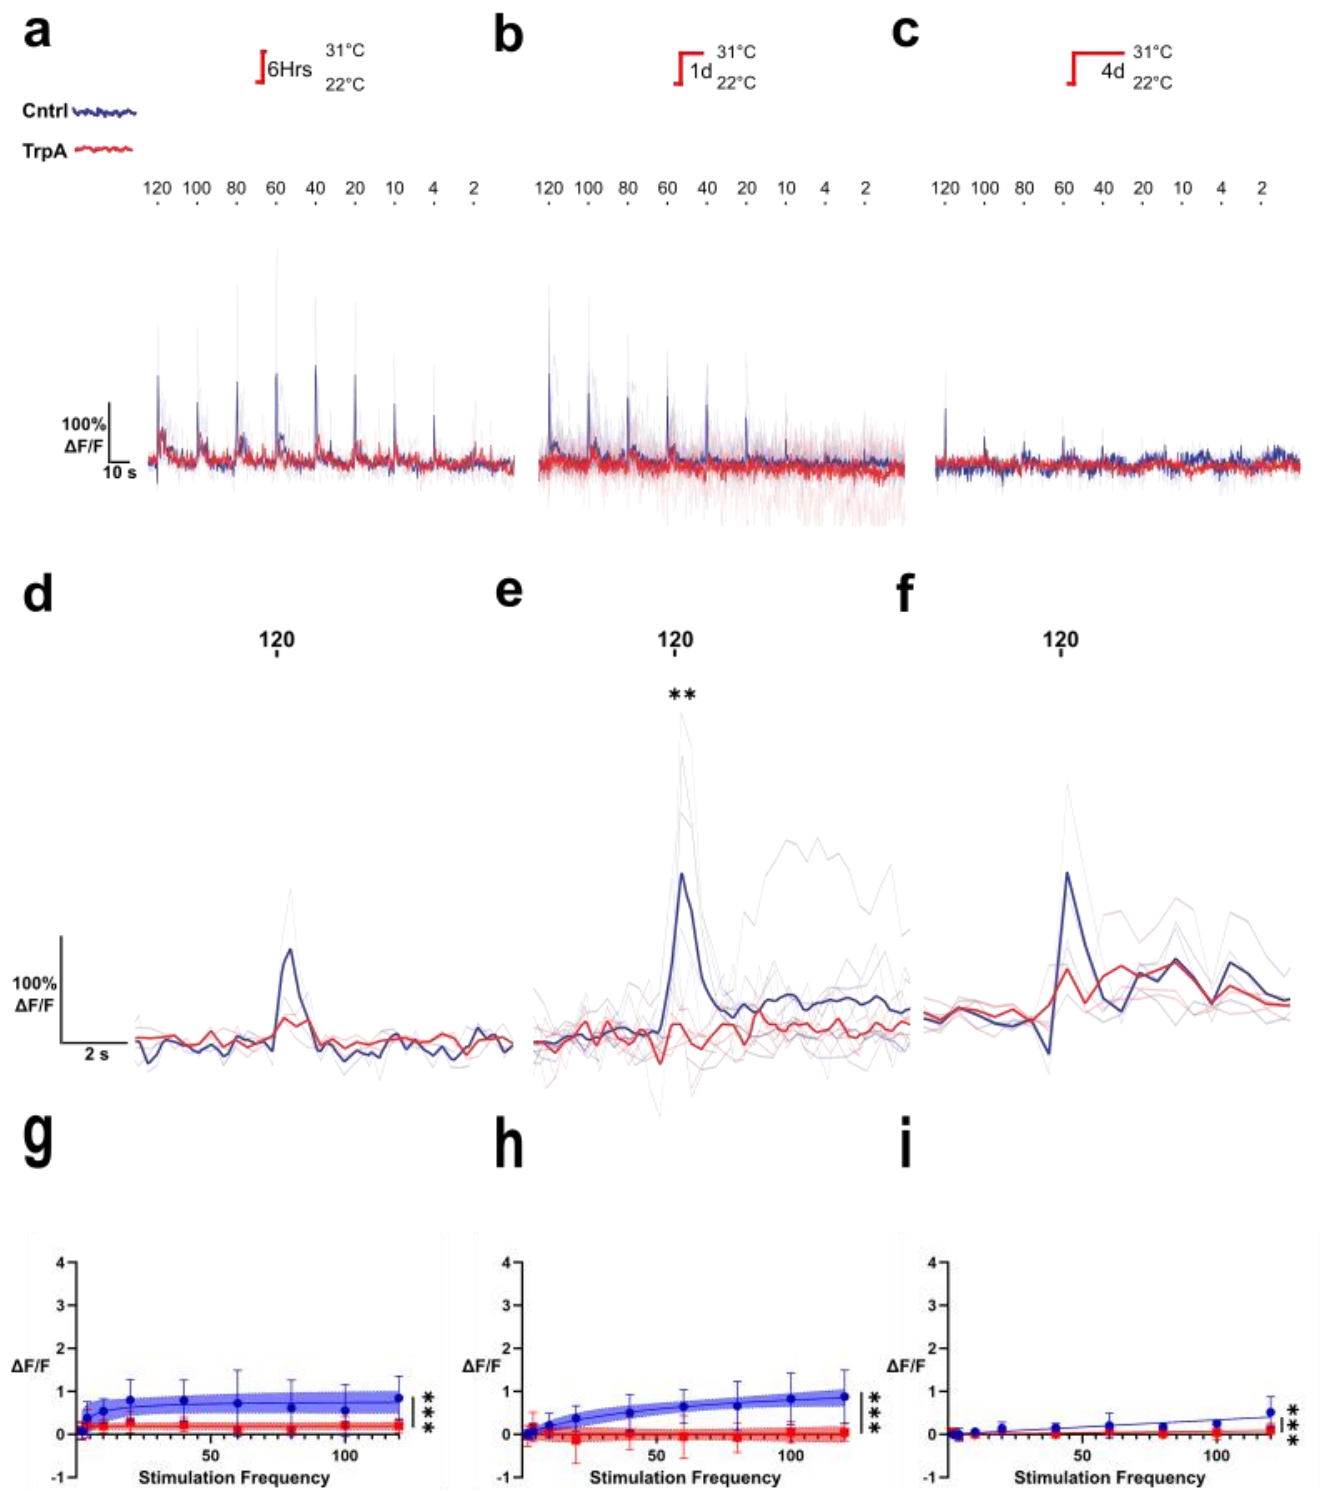 a
b
c
6Hrs
31°C
22°C
1d
31°C
22°C
4d
31°C
22°C
Cntrl
TrpA
120 100 80 60 40 20 10 4 2
120 100 80 60 40 20 10 4 2
120 100 80 60 40 20 10 4 2
100%
ΔF/F
10 s
d
e
f
120
120
120
**
100%
ΔF/F
2 s
g
h
i
4
3
2
1
0
-1
ΔF/F
50
100
Stimulation Frequency
***
4
3
2
1
0
-1
ΔF/F
50
100
Stimulation Frequency
***
4
3
2
1
0
-1
ΔF/F
50
100
Stimulation Frequency
***